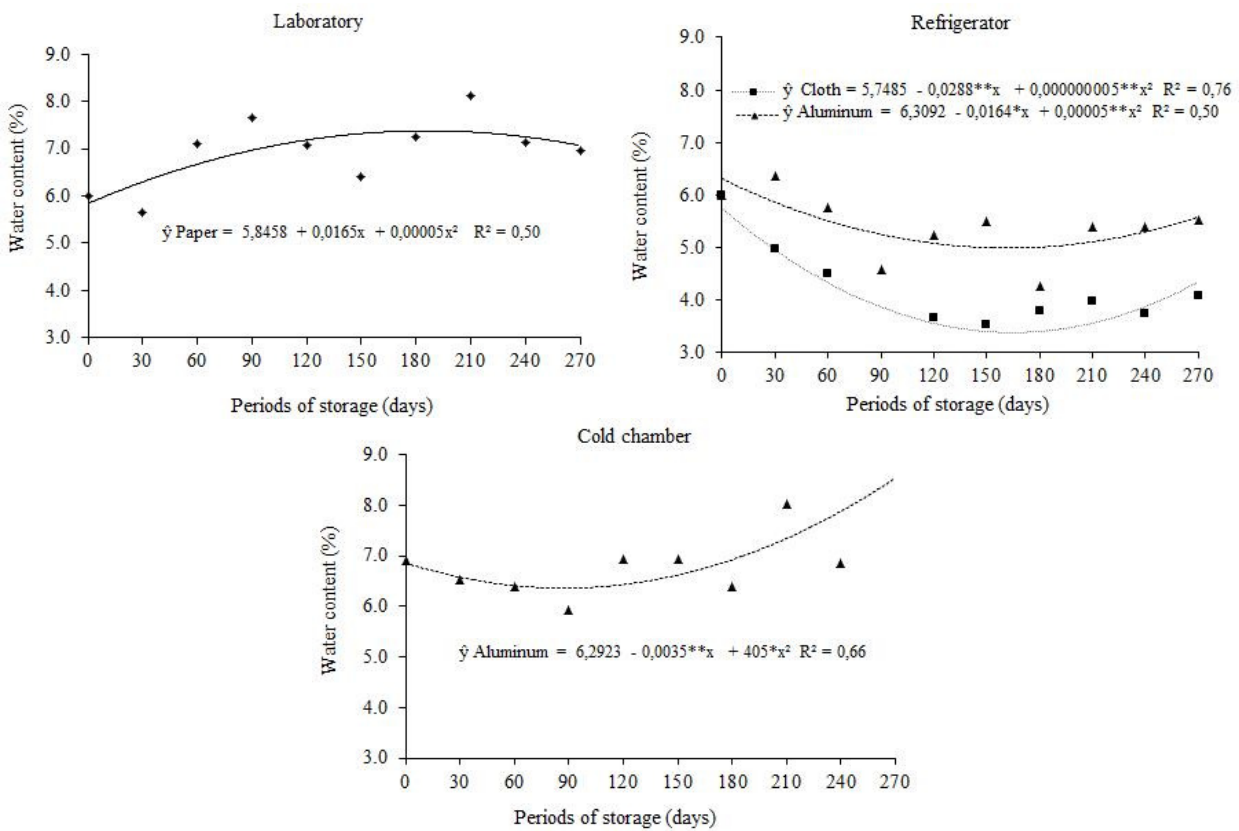 Laboratory
9.0
8.0
7.0
6.0
5.0
4.0
3.0
Water content (%)
ŷ Paper = 5,8458 + 0,0165x + 0,00005x² R² = 0,50
0 30 60 90 120 150 180 210 240 270
Periods of storage (days)
Refrigerator
9.0
8.0
7.0
6.0
5.0
4.0
3.0
Water content (%)
ŷ Cloth = 5,7485 - 0,0288**x + 0,000000005**x² R² = 0,76
ŷ Aluminum = 6,3092 - 0,0164*x + 0,00005**x² R² = 0,50
0 30 60 90 120 150 180 210 240 270
Periods of storage (days)
Cold chamber
9.0
8.0
7.0
6.0
5.0
4.0
3.0
Water content (%)
ŷ Aluminum = 6,2923 - 0,0035**x + 405*x² R² = 0,66
0 30 60 90 120 150 180 210 240 270
Periods of storage (days)